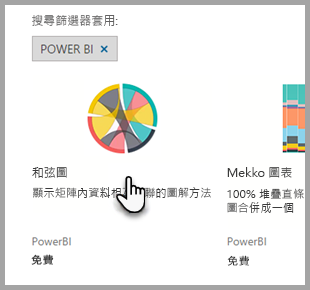 搜尋篩選器套用:
POWER BI ×
和弦圖
顯示矩陣內資料相 聯的圖解方法
PowerBI
免費
Mekko 圖表
100% 堆疊直條
圖合併成一個
PowerBI
免費